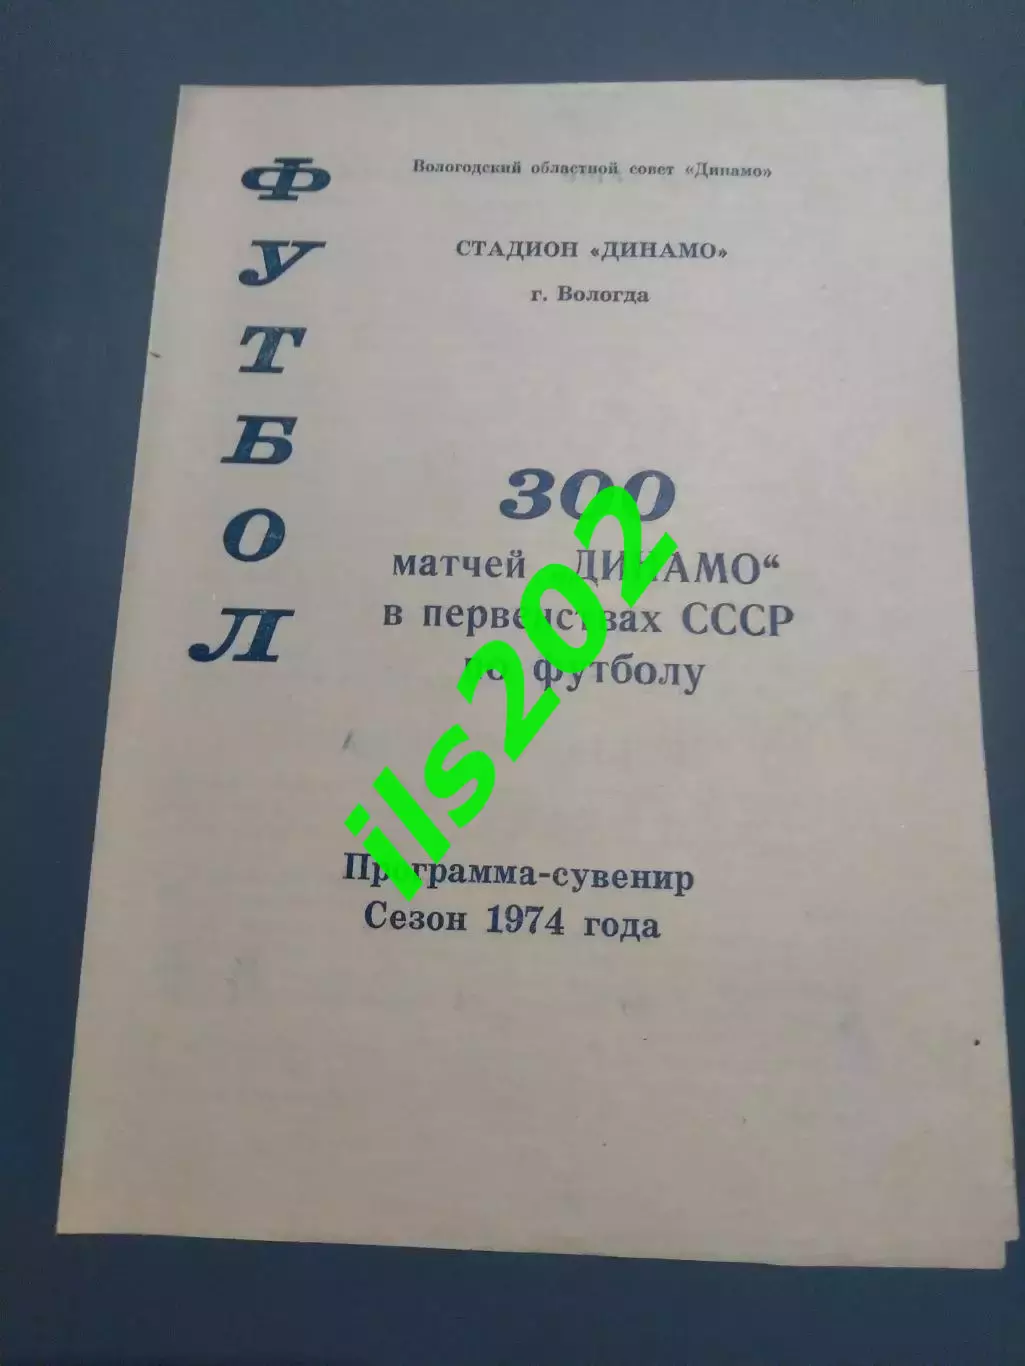 ФУТБОЛ
Вологодский областной совет «Динамо»
СТАДИОН «ДИНАМО»
г. Вологда
300
матчей „ДИНАМО“
в первенствах СССР
по футболу
ils202
Программа-сувенир
Сезон 1974 года